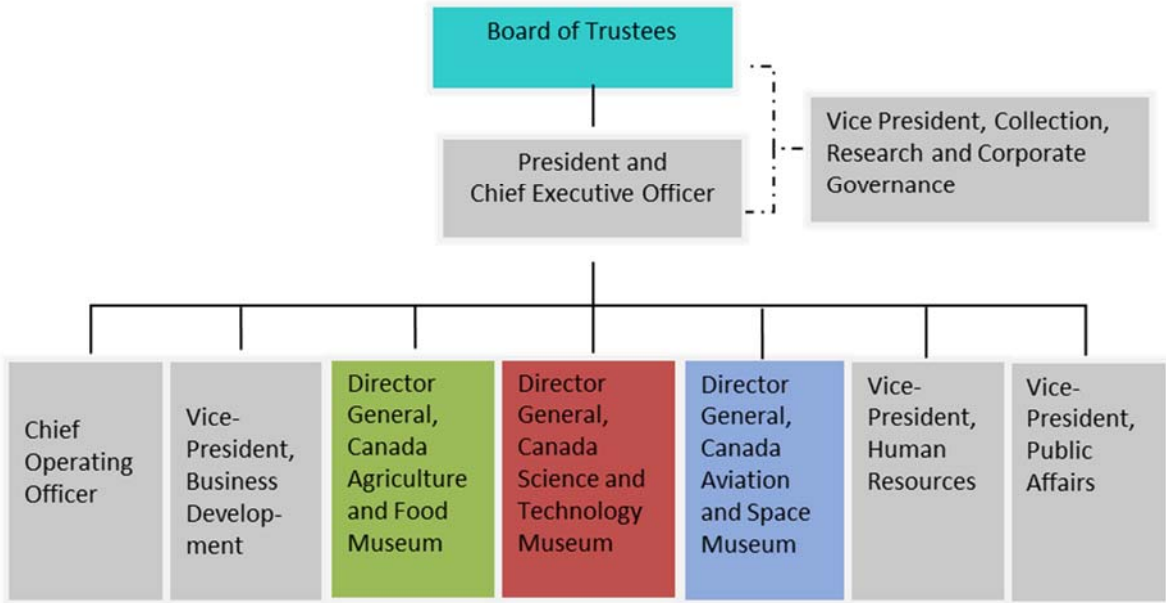 Board of Trustees
President and
Chief Executive Officer
Vice President, Collection,
Research and Corporate
Governance
Chief
Operating
Officer
Vice-
President,
Business
Develop-
ment
Director
General,
Canada
Agriculture
and Food
Museum
Director
General,
Canada
Science and
Technology
Museum
Director
General,
Canada
Aviation
and Space
Museum
Vice-
President,
Human
Resources
Vice-
President,
Public
Affairs